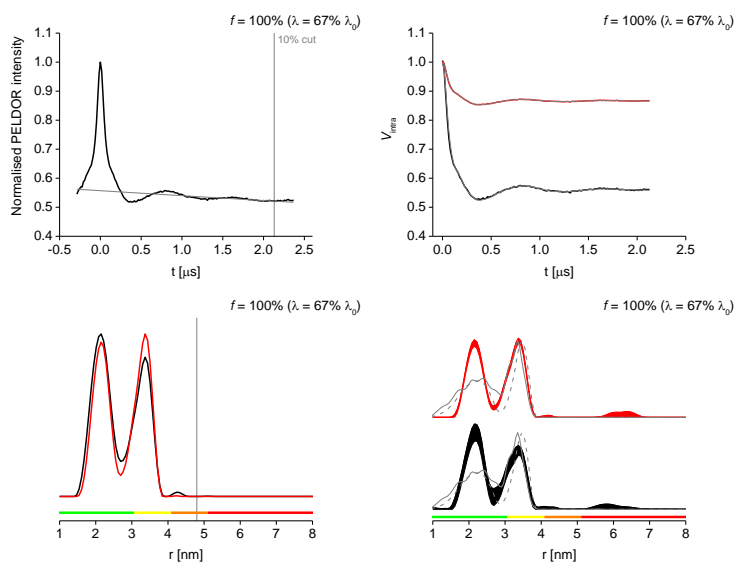 f = 100% (λ = 67% λ0)
10% cut
Normalised PELDOR intensity
1.1
1.0
0.9
0.8
0.7
0.6
0.5
0.4
-0.5 0.0 0.5 1.0 1.5 2.0 2.5
t [μs]
f = 100% (λ = 67% λ0)
Vintra
1.1
1.0
0.9
0.8
0.7
0.6
0.5
0.4
0.0 0.5 1.0 1.5 2.0 2.5
t [μs]
f = 100% (λ = 67% λ0)
1 2 3 4 5 6 7 8
r [nm]
f = 100% (λ = 67% λ0)
1 2 3 4 5 6 7 8
r [nm]